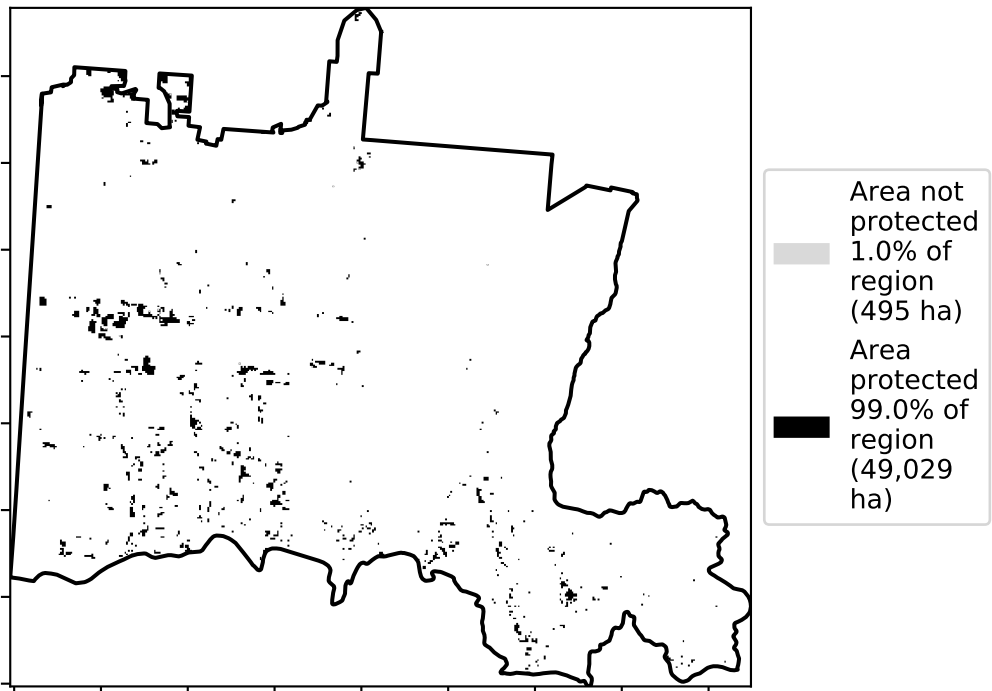 Area not
protected
1.0% of
region
(495 ha)
Area
protected
99.0% of
region
(49,029
ha)